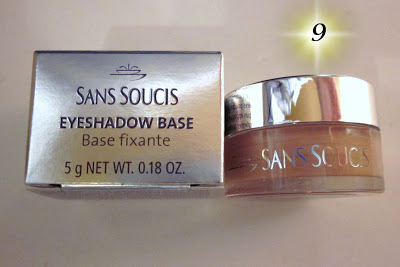 9
SANS SOUCIS
EYESHADOW BASE
Base fixante
5 g NET WT. 0.18 OZ.
SANS SOUCIS